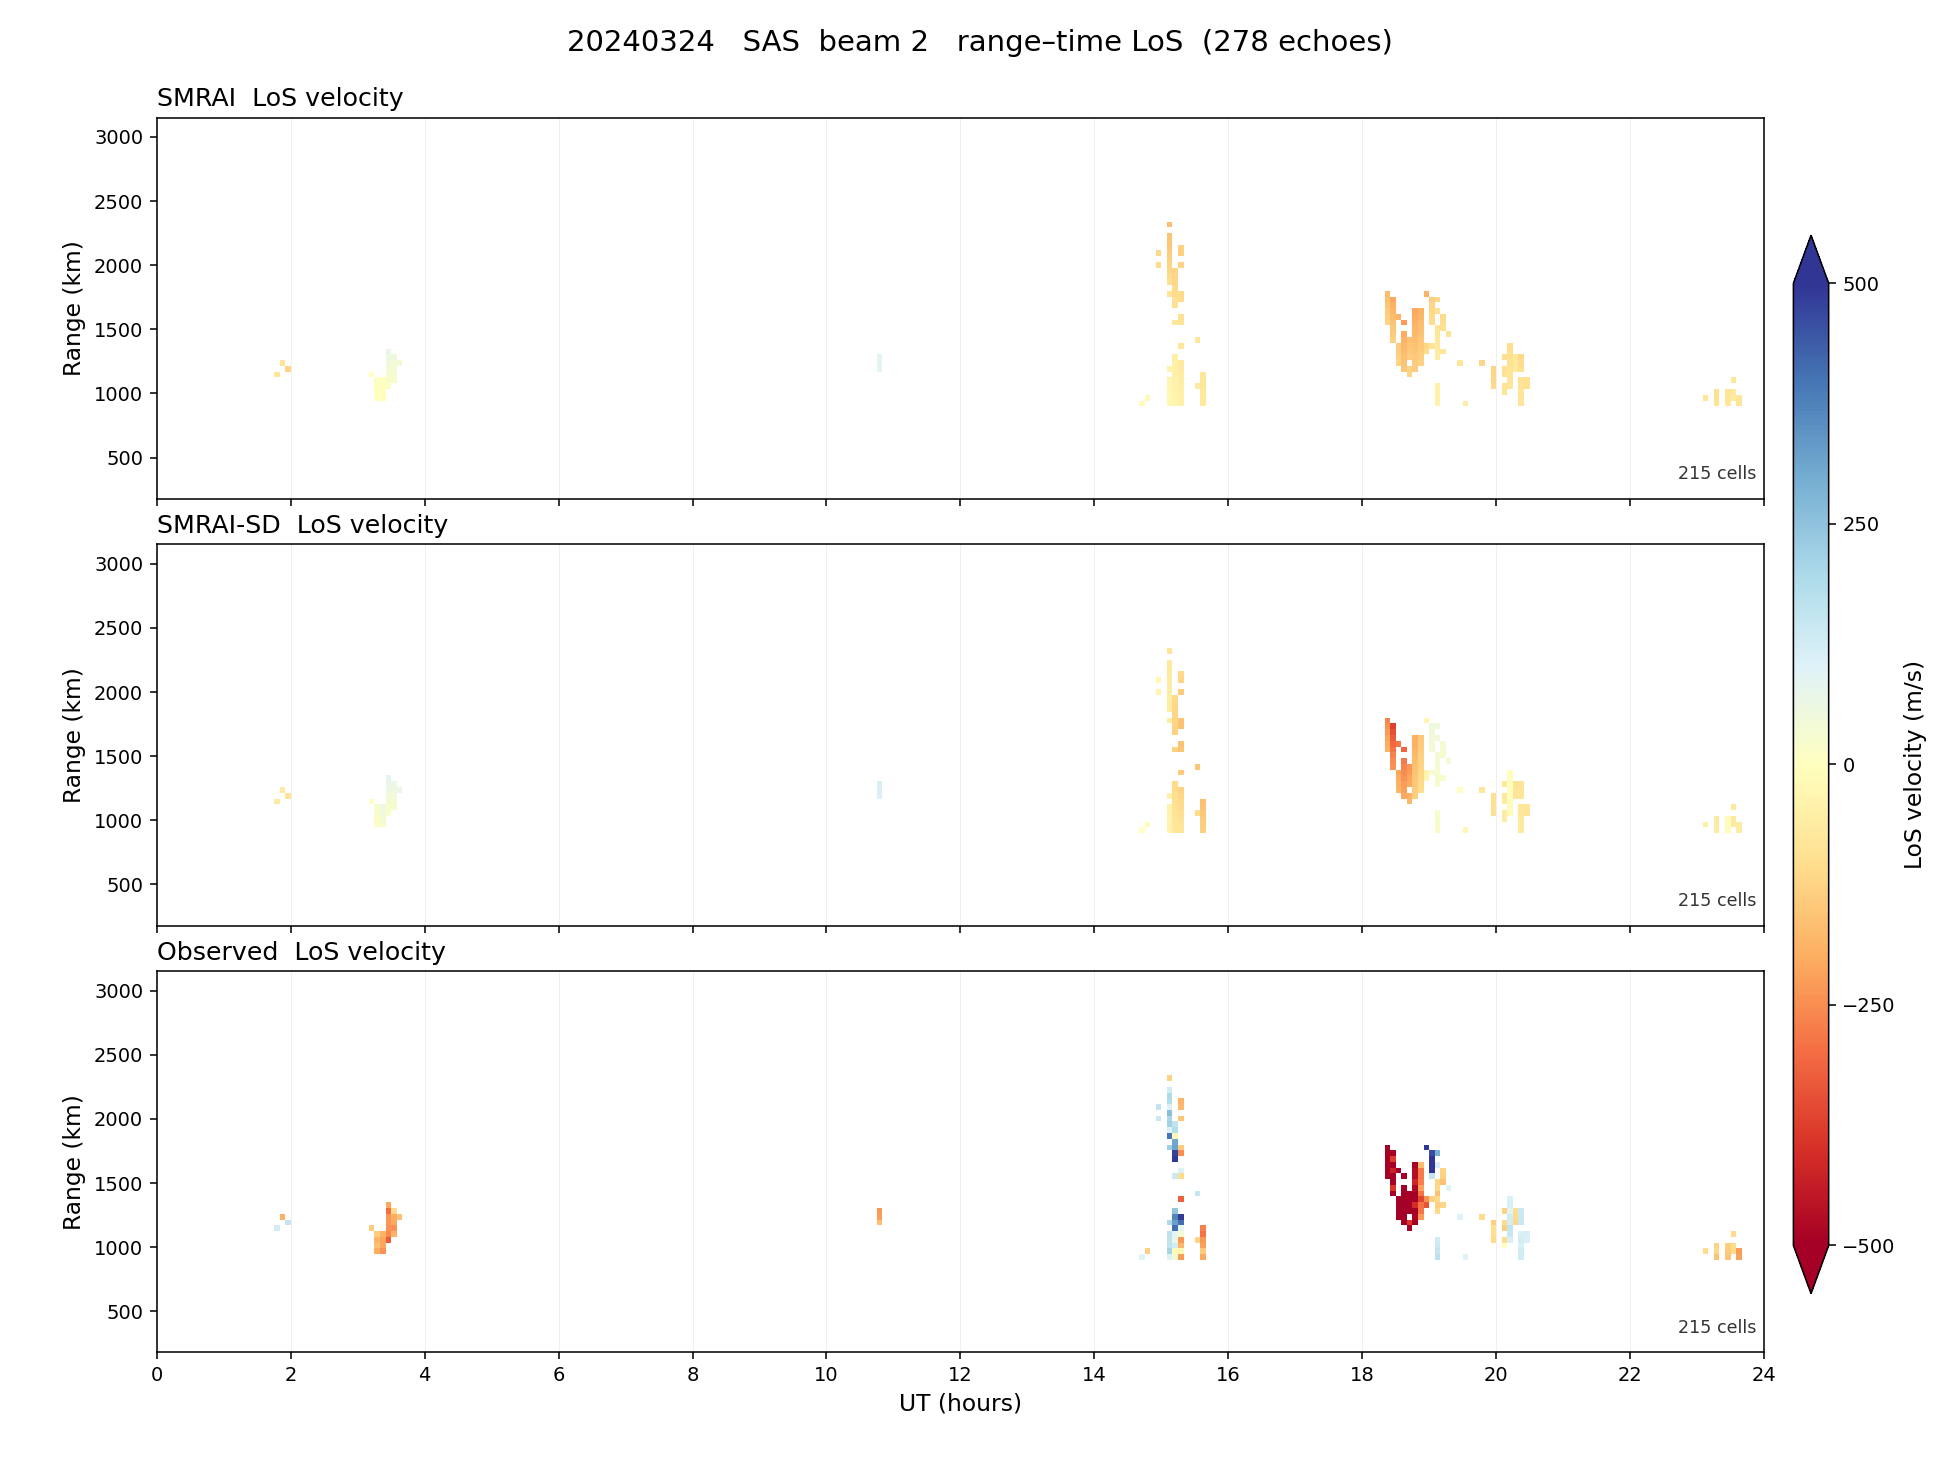 20240324   SAS  beam 2   range–time LoS  (278 echoes)
SMRAI  LoS velocity
3000
2500
2000
1500
1000
500
Range (km)
215 cells
SMRAI-SD  LoS velocity
3000
2500
2000
1500
1000
500
Range (km)
215 cells
Observed  LoS velocity
3000
2500
2000
1500
1000
500
Range (km)
215 cells
0 2 4 6 8 10 12 14 16 18 20 22 24
UT (hours)
500
250
0
−250
−500
LoS velocity (m/s)